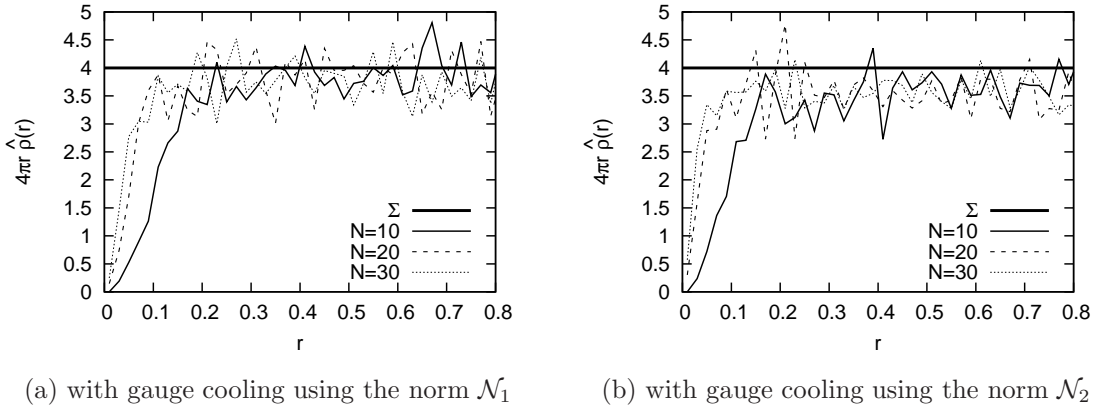 5
4.5
4
3.5
3
2.5
2
1.5
1
0.5
0
4πr ρ̂(r)
Σ
N=10
N=20
N=30
0 0.1 0.2 0.3 0.4 0.5 0.6 0.7 0.8
r
(a) with gauge cooling using the norm 𝒩₁
5
4.5
4
3.5
3
2.5
2
1.5
1
0.5
0
4πr ρ̂(r)
Σ
N=10
N=20
N=30
0 0.1 0.2 0.3 0.4 0.5 0.6 0.7 0.8
r
(b) with gauge cooling using the norm 𝒩₂